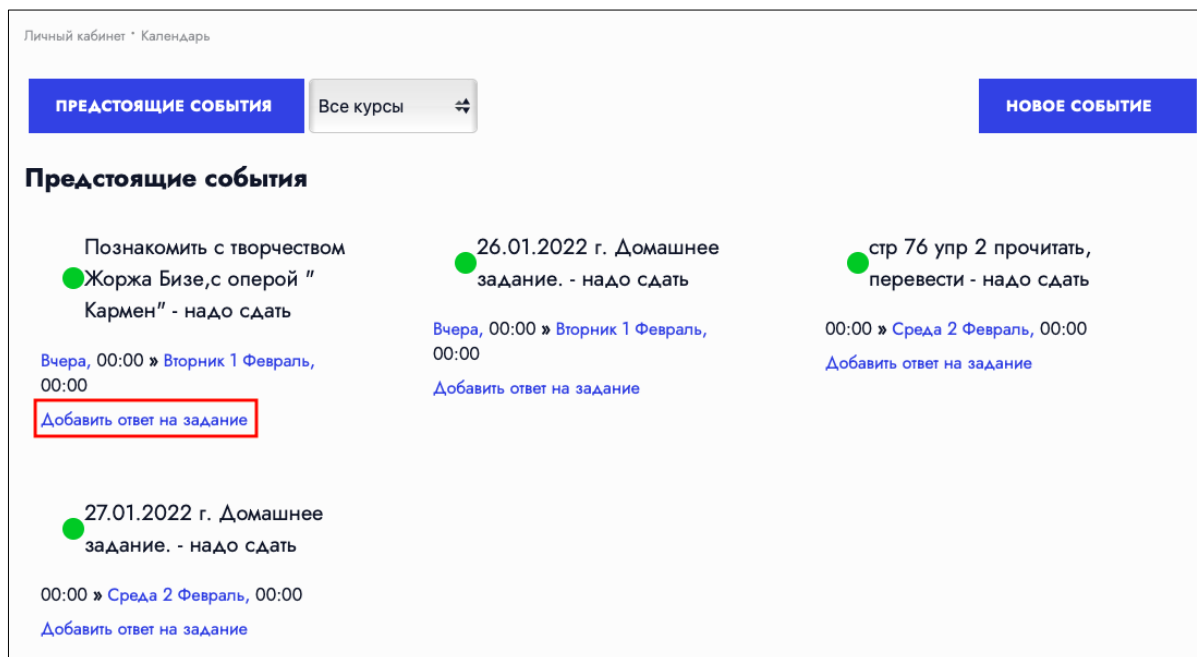 Личный кабинет • Календарь
ПРЕДСТОЯЩИЕ СОБЫТИЯ Все курсы НОВОЕ СОБЫТИЕ
Предстоящие события
Познакомить с творчеством
Жоржа Бизе,с оперой "
Кармен" - надо сдать
Вчера, 00:00 » Вторник 1 Февраль,
00:00
Добавить ответ на задание
26.01.2022 г. Домашнее
задание. - надо сдать
Вчера, 00:00 » Вторник 1 Февраль,
00:00
Добавить ответ на задание
стр 76 упр 2 прочитать,
перевести - надо сдать
00:00 » Среда 2 Февраль, 00:00
Добавить ответ на задание
27.01.2022 г. Домашнее
задание. - надо сдать
00:00 » Среда 2 Февраль, 00:00
Добавить ответ на задание